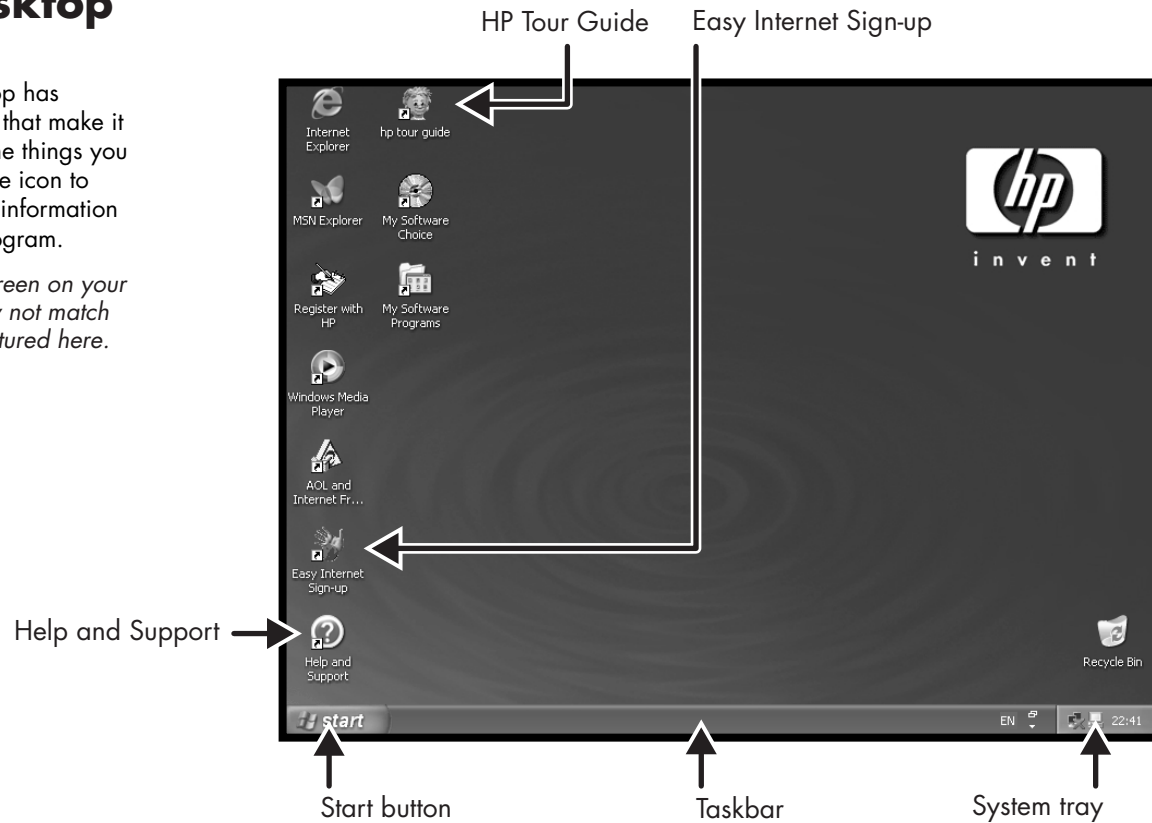 sktop
HP Tour Guide
Easy Internet Sign-up
op has
that make it
he things you
e icon to
information
ogram.
reen on your
y not match
tured here.
Internet
Explorer
hp tour guide
MSN Explorer
My Software
Choice
Register with
HP
My Software
Programs
Windows Media
Player
AOL and
Internet Fr...
Easy Internet
Sign-up
Help and
Support
hp
invent
Recycle Bin
Help and Support
start
EN
22:41
Start button
Taskbar
System tray